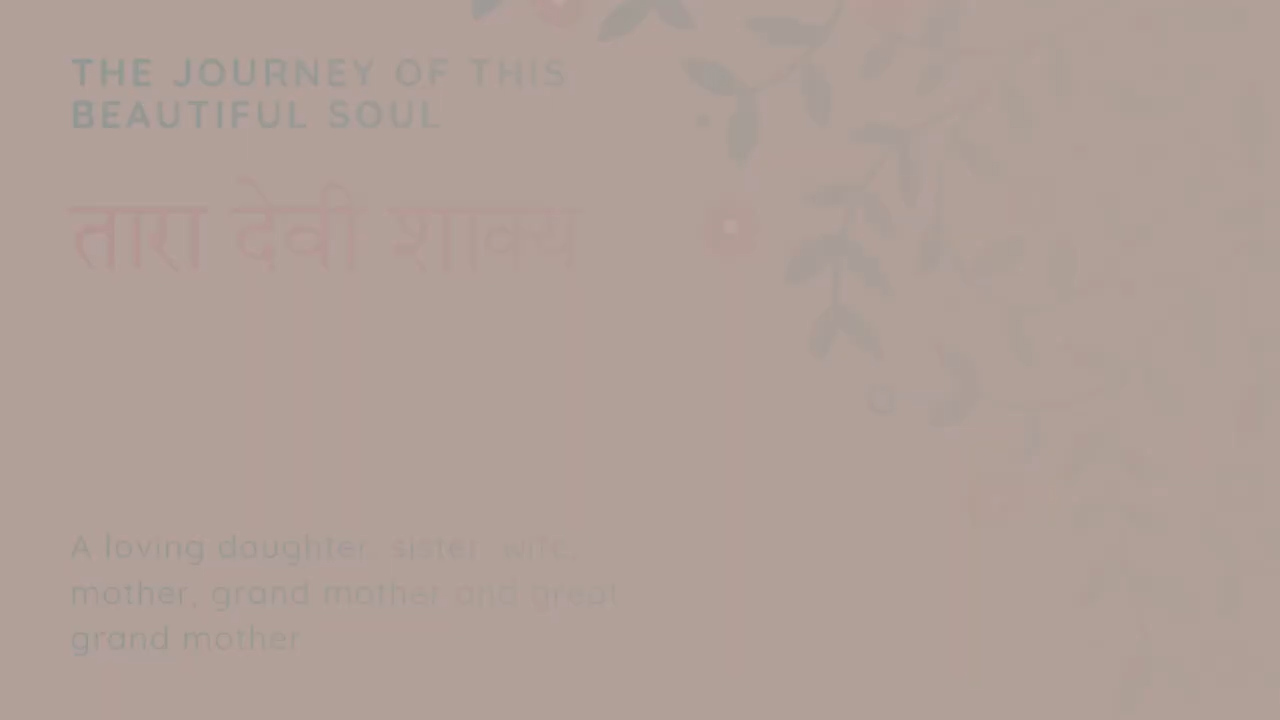 THE JOURNEY OF THIS
BEAUTIFUL SOUL
तारा देवी शाक्य
A loving daughter, sister, wife,
mother, grand mother and great
grand mother